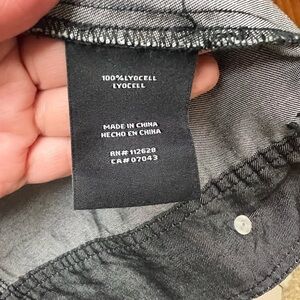 100%LYOCELL
LYOCELL
MADE IN CHINA
HECHO EN CHINA
RN# 112628
CA# 07043